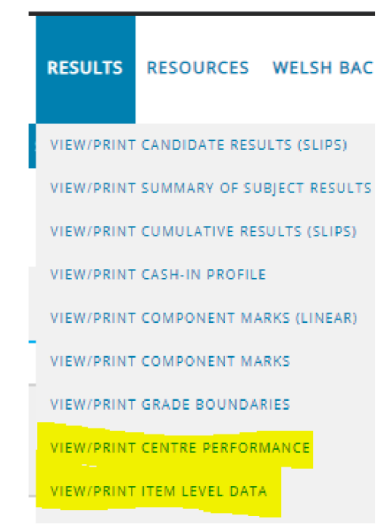 RESULTS RESOURCES WELSH BAC
VIEW/PRINT CANDIDATE RESULTS (SLIPS)
VIEW/PRINT SUMMARY OF SUBJECT RESULTS
VIEW/PRINT CUMULATIVE RESULTS (SLIPS)
VIEW/PRINT CASH-IN PROFILE
VIEW/PRINT COMPONENT MARKS (LINEAR)
VIEW/PRINT COMPONENT MARKS
VIEW/PRINT GRADE BOUNDARIES
VIEW/PRINT CENTRE PERFORMANCE
VIEW/PRINT ITEM LEVEL DATA